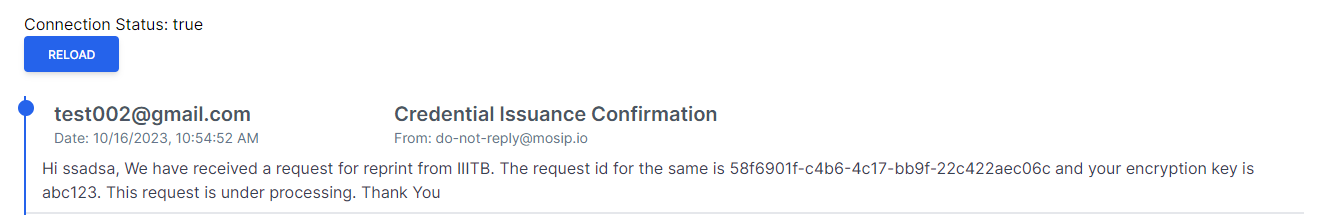 Connection Status: true
RELOAD
test002@gmail.com
Credential Issuance Confirmation
Date: 10/16/2023, 10:54:52 AM
From: do-not-reply@mosip.io
Hi ssadsa, We have received a request for reprint from IIITB. The request id for the same is 58f6901f-c4b6-4c17-bb9f-22c422aec06c and your encryption key is
abc123. This request is under processing. Thank You